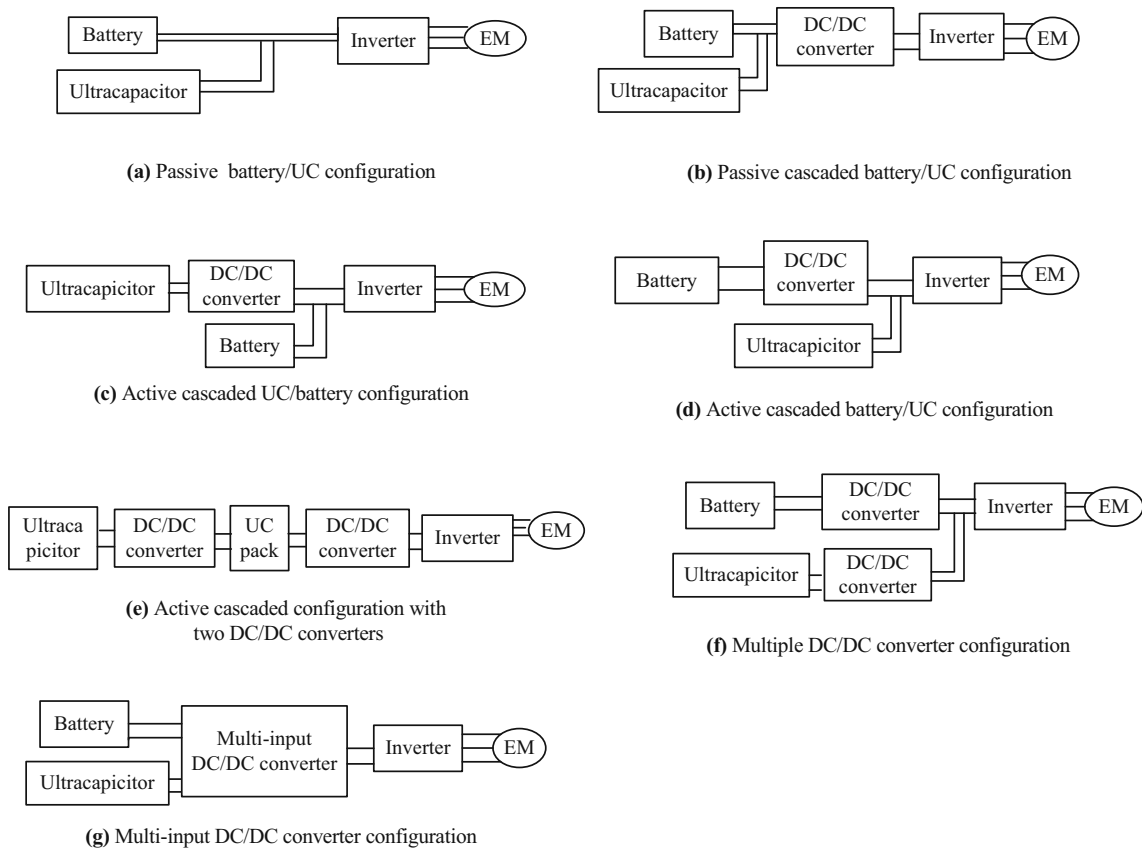 Battery
Inverter
EM
Ultracapacitor
(a) Passive battery/UC configuration
Battery
DC/DC
converter
Inverter
EM
Ultracapacitor
(b) Passive cascaded battery/UC configuration
Ultracapicitor
DC/DC
converter
Inverter
EM
Battery
(c) Active cascaded UC/battery configuration
Battery
DC/DC
converter
Inverter
EM
Ultracapicitor
(d) Active cascaded battery/UC configuration
Ultraca
picitor
DC/DC
converter
UC
pack
DC/DC
converter
Inverter
EM
(e) Active cascaded configuration with
two DC/DC converters
Battery
DC/DC
converter
Inverter
EM
Ultracapicitor
DC/DC
converter
(f) Multiple DC/DC converter configuration
Battery
Multi-input
DC/DC converter
Inverter
EM
Ultracapicitor
(g) Multi-input DC/DC converter configuration